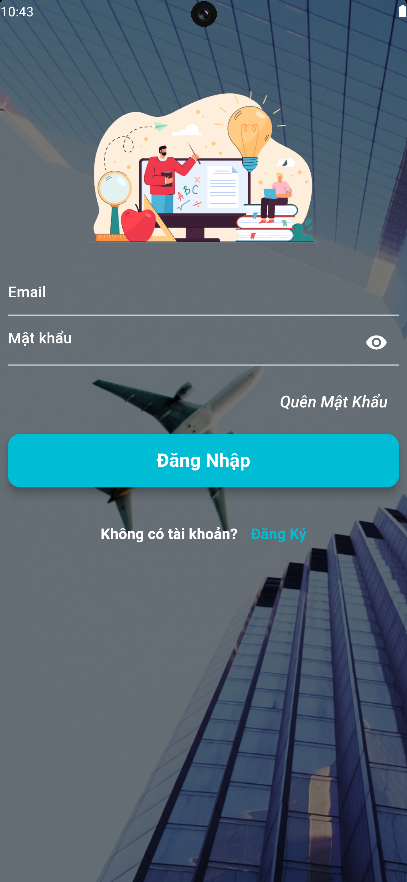 10:43
ABC
Email
Mật khẩu
Quên Mật Khẩu
Đăng Nhập
Không có tài khoản? Đăng Ký